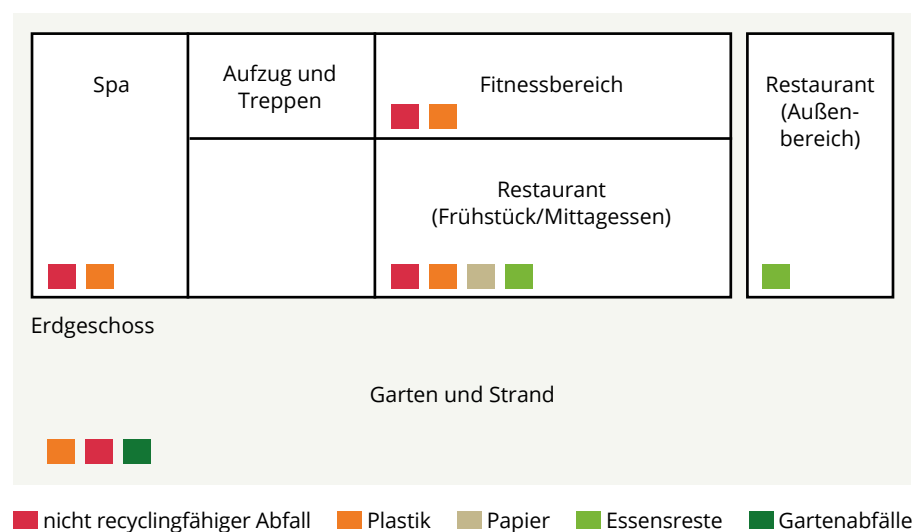 Spa
Aufzug und
Treppen
Fitnessbereich
Restaurant
(Außen-
bereich)
Restaurant
(Frühstück/Mittagessen)
Erdgeschoss
Garten und Strand
nicht recyclingfähiger Abfall Plastik Papier Essensreste Gartenabfälle